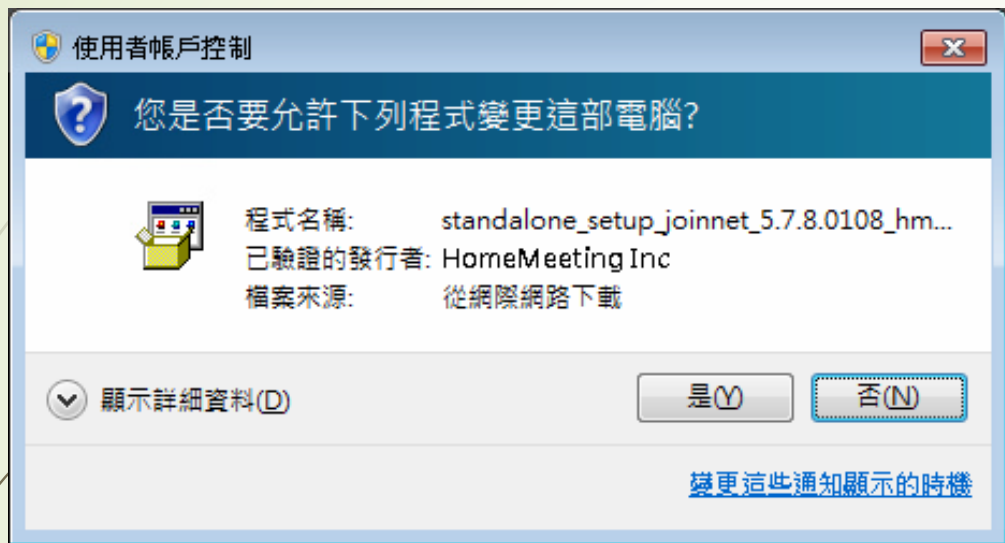 使用者帳戶控制
您是否要允許下列程式變更這部電腦?
程式名稱: standalone_setup_joinnet_5.7.8.0108_hm...
已驗證的發行者: HomeMeeting Inc
檔案來源: 從網際網路下載
顯示詳細資料(D)
是(Y) 否(N)
變更這些通知顯示的時機